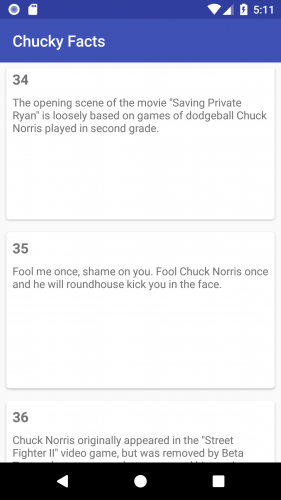 5:11
Chucky Facts
34
The opening scene of the movie "Saving Private
Ryan" is loosely based on games of dodgeball Chuck
Norris played in second grade.
35
Fool me once, shame on you. Fool Chuck Norris once
and he will roundhouse kick you in the face.
36
Chuck Norris originally appeared in the "Street
Fighter II" video game, but was removed by Beta